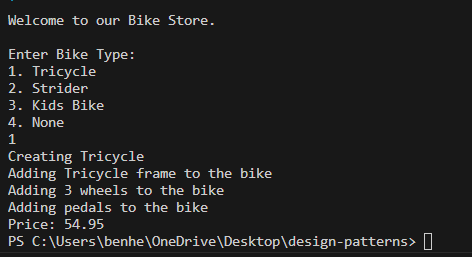 Welcome to our Bike Store.
Enter Bike Type:
1. Tricycle
2. Strider
3. Kids Bike
4. None
1
Creating Tricycle
Adding Tricycle frame to the bike
Adding 3 wheels to the bike
Adding pedals to the bike
Price: 54.95
PS C:\Users\benhe\OneDrive\Desktop\design-patterns>